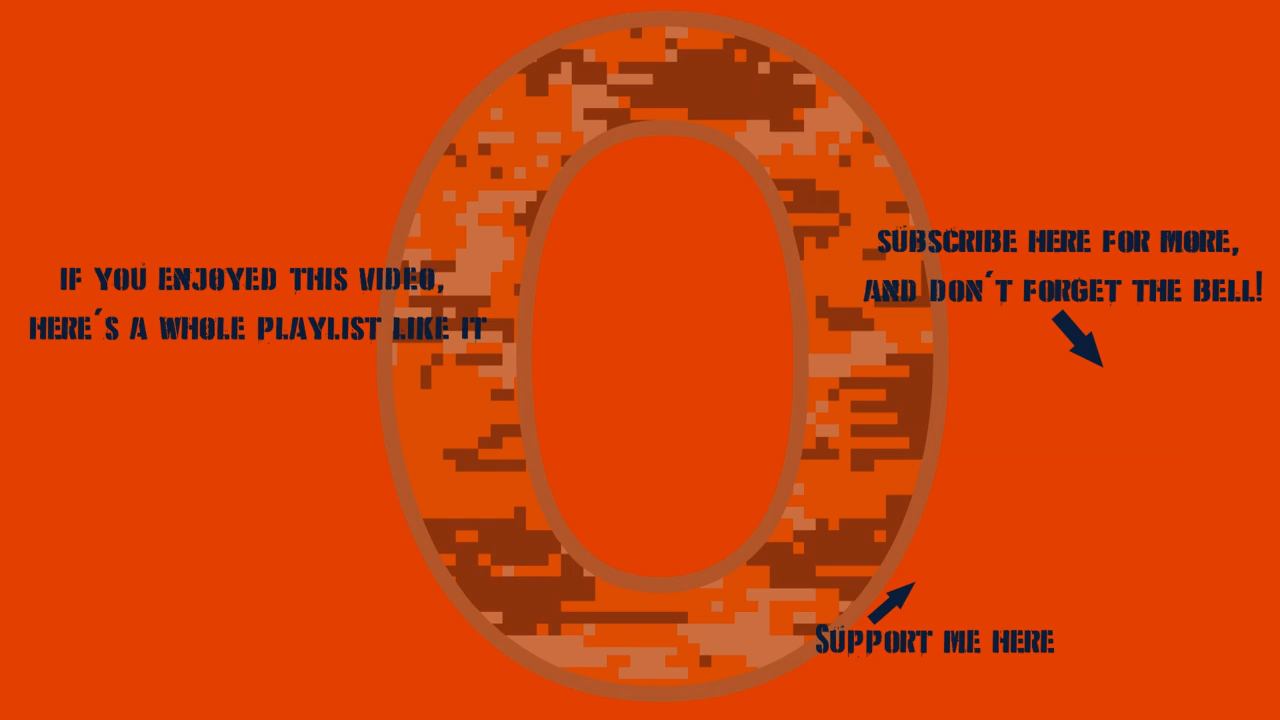 IF YOU ENJOYED THIS VIDEO,
HERE'S A WHOLE PLAYLIST LIKE IT
SUBSCRIBE HERE FOR MORE,
AND DON'T FORGET THE BELL!
SUPPORT ME HERE
O